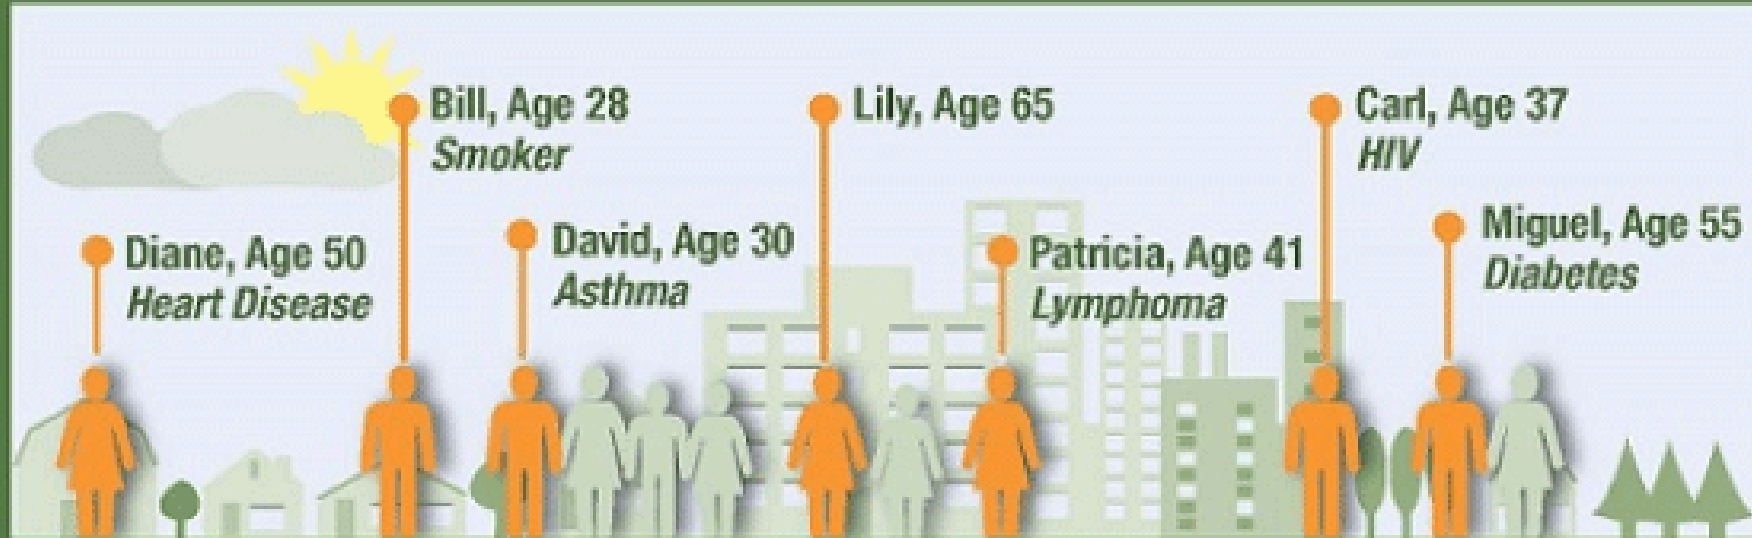 Bill, Age 28
Smoker
Lily, Age 65
Carl, Age 37
HIV
Diane, Age 50
Heart Disease
David, Age 30
Asthma
Patricia, Age 41
Lymphoma
Miguel, Age 55
Diabetes